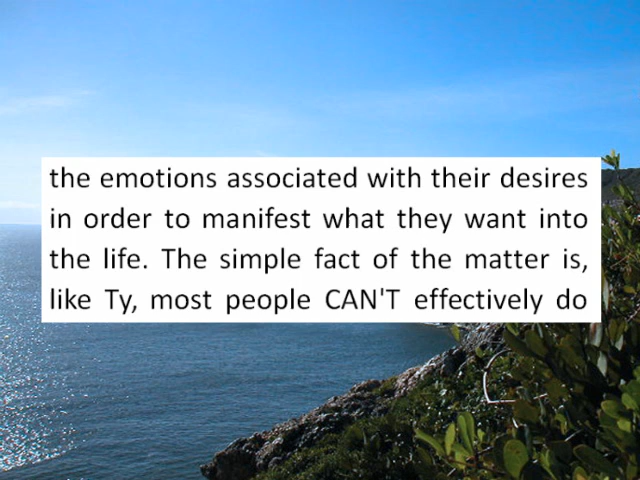 the emotions associated with their desires
in order to manifest what they want into
the life. The simple fact of the matter is,
like Ty, most people CAN'T effectively do